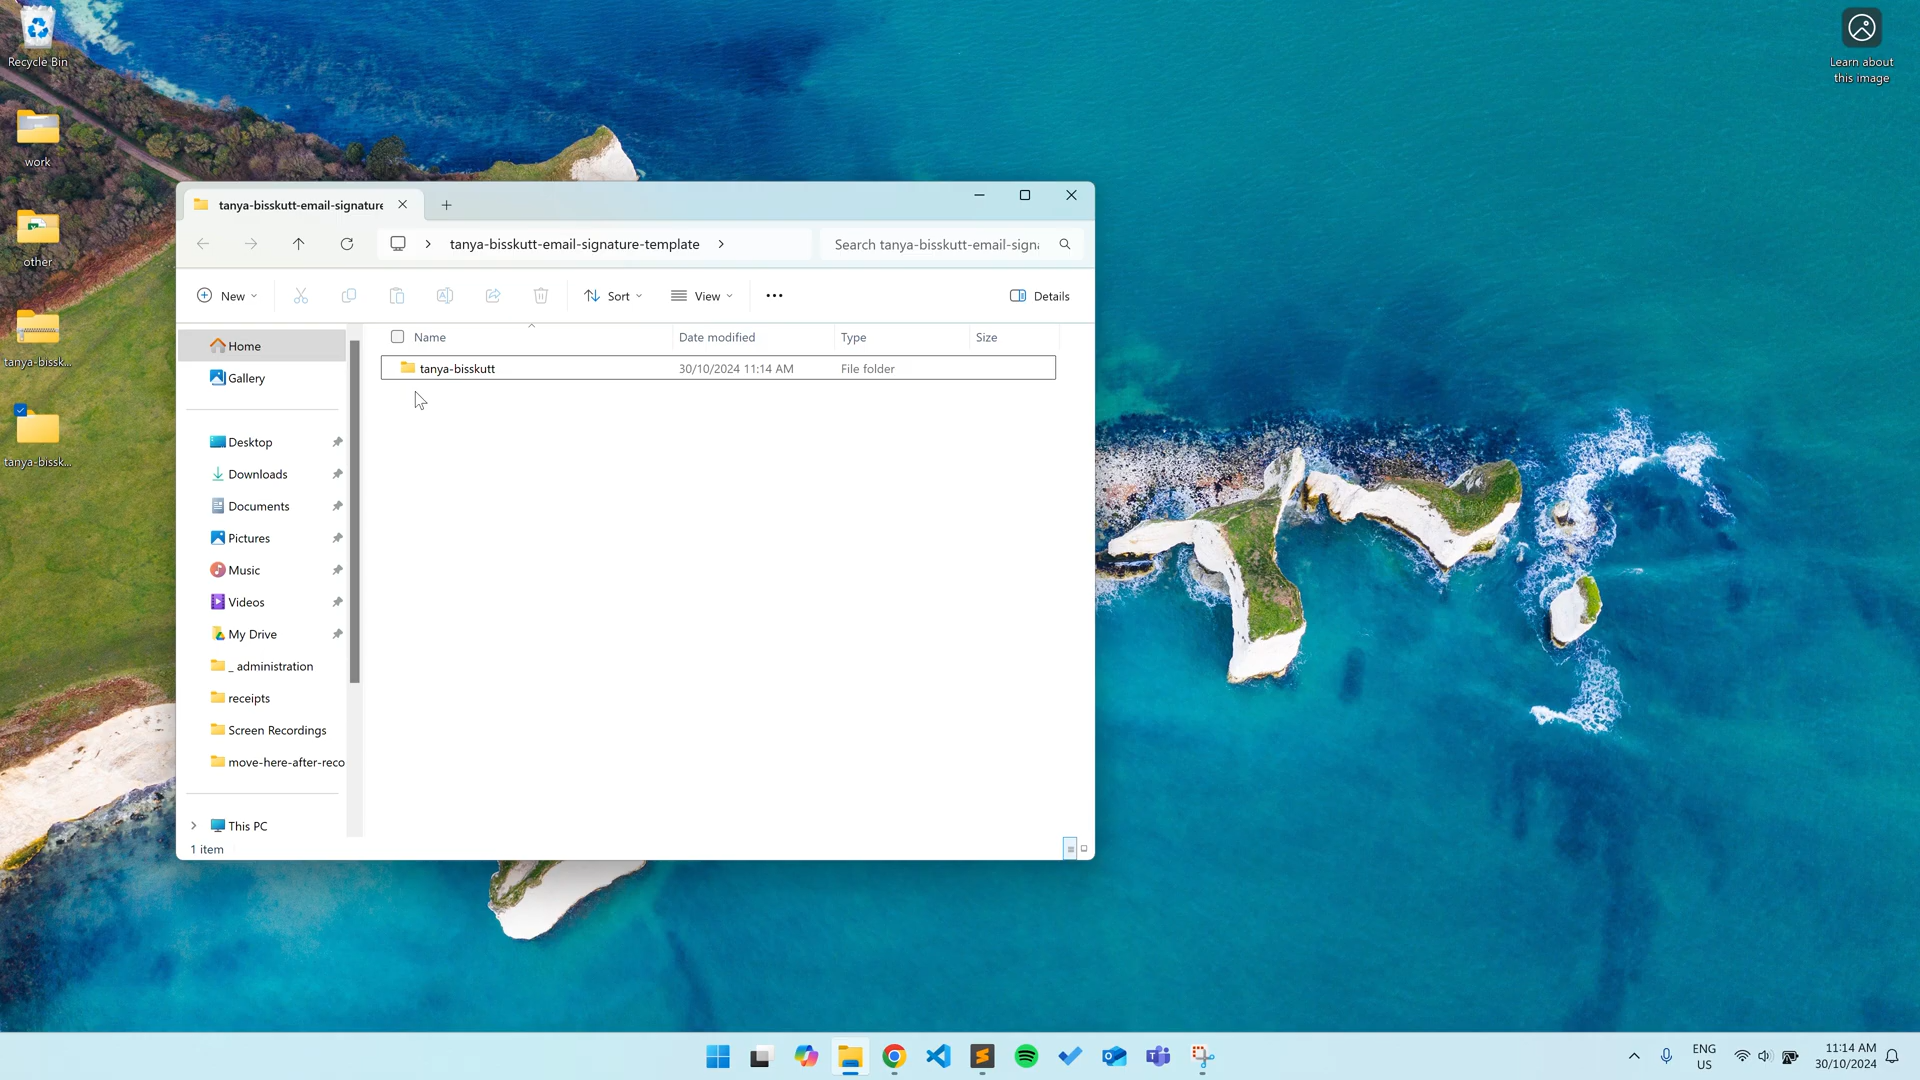 Recycle Bin
work
other
tanya-bissk...
tanya-bissk...
Learn about
this image
tanya-bisskutt-email-signature
tanya-bisskutt-email-signature-template
Search tanya-bisskutt-email-signa
New
Sort
View
Details
Name
Date modified
Type
Size
tanya-bisskutt
30/10/2024 11:14 AM
File folder
Home
Gallery
Desktop
Downloads
Documents
Pictures
Music
Videos
My Drive
_ administration
receipts
Screen Recordings
move-here-after-reco
This PC
1 item
ENG
US
11:14 AM
30/10/2024